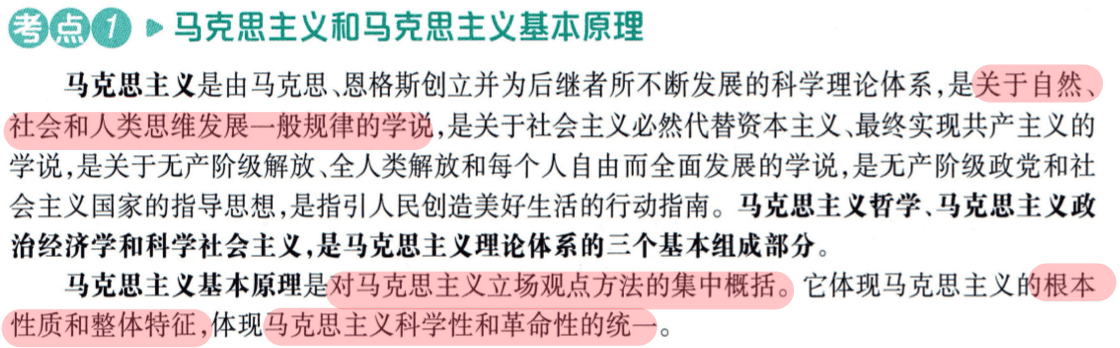 考点1 ▶ 马克思主义和马克思主义基本原理
马克思主义是由马克思、恩格斯创立并为后继者所不断发展的科学理论体系,是关于自然、
社会和人类思维发展一般规律的学说,是关于社会主义必然代替资本主义、最终实现共产主义的
学说,是关于无产阶级解放、全人类解放和每个人自由而全面发展的学说,是无产阶级政党和社
会主义国家的指导思想,是指引人民创造美好生活的行动指南。马克思主义哲学、马克思主义政
治经济学和科学社会主义,是马克思主义理论体系的三个基本组成部分。
马克思主义基本原理是对马克思主义立场观点方法的集中概括。它体现马克思主义的根本
性质和整体特征,体现马克思主义科学性和革命性的统一。